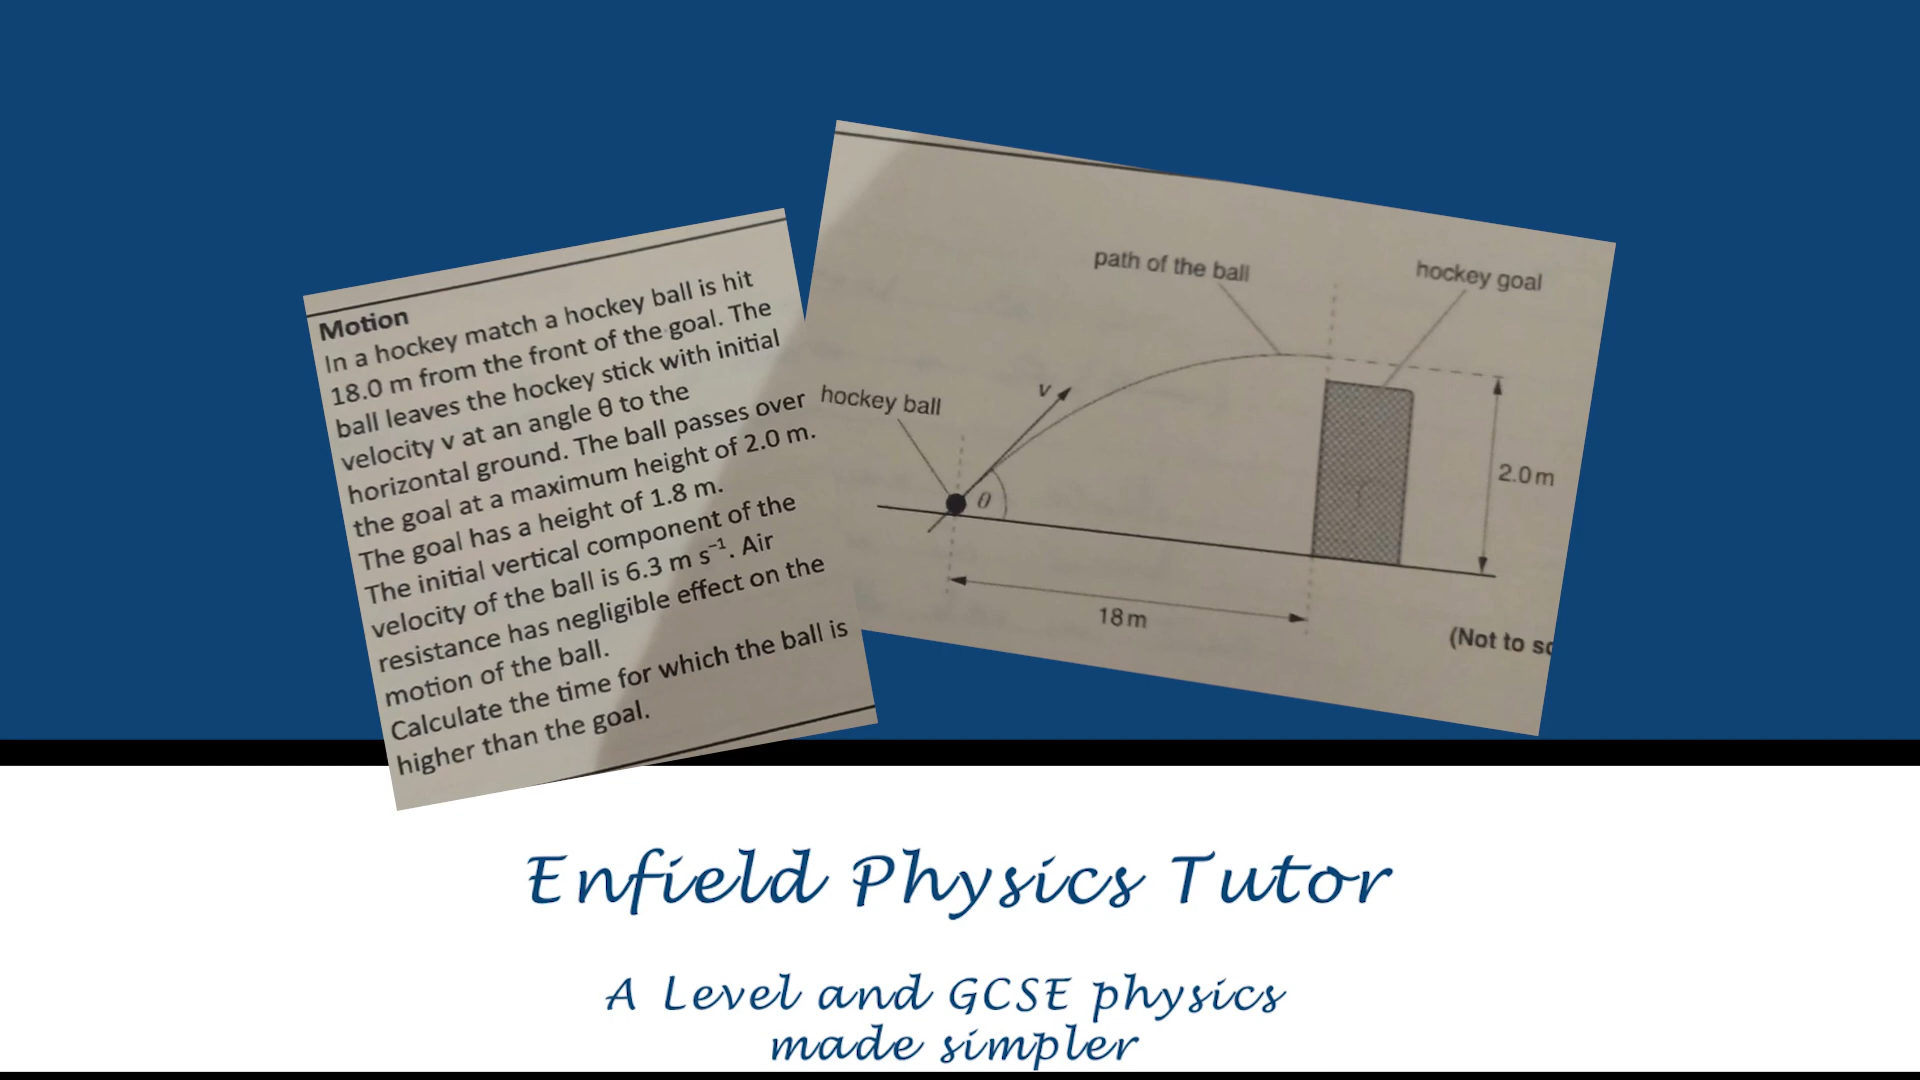 Motion
In a hockey match a hockey ball is hit
18.0 m from the front of the goal. The
ball leaves the hockey stick with initial
velocity v at an angle θ to the
horizontal ground. The ball passes over
the goal at a maximum height of 2.0 m.
The goal has a height of 1.8 m.
The initial vertical component of the
velocity of the ball is 6.3 m s⁻¹. Air
resistance has negligible effect on the
motion of the ball.
Calculate the time for which the ball is
higher than the goal.
path of the ball
hockey goal
hockey ball
v
θ
2.0 m
18 m
(Not to sc
Enfield Physics Tutor
A Level and GCSE physics
made simpler